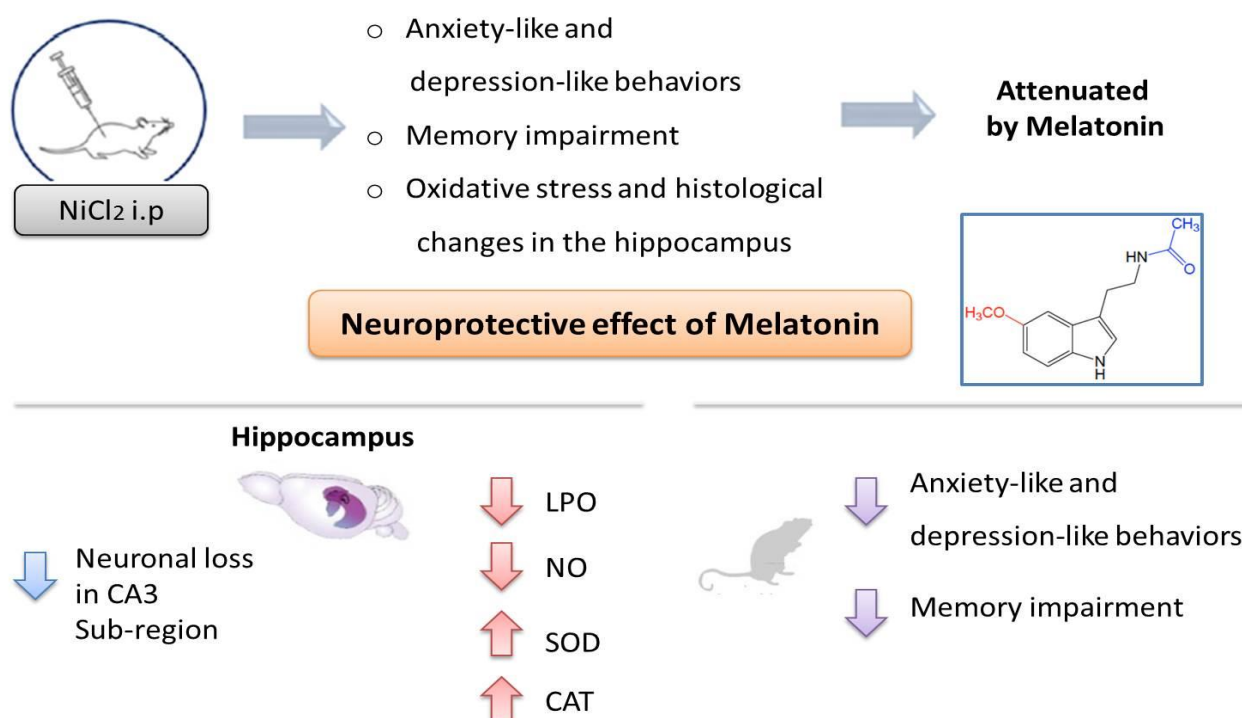 ○ Anxiety-like and
depression-like behaviors
○ Memory impairment
○ Oxidative stress and histological
changes in the hippocampus
NiCl₂ i.p
Attenuated
by Melatonin
CH₃
HN
O
H₃CO
N
H
Neuroprotective effect of Melatonin
Hippocampus
Neuronal loss
in CA3
Sub-region
LPO
NO
SOD
CAT
Anxiety-like and
depression-like behaviors
Memory impairment